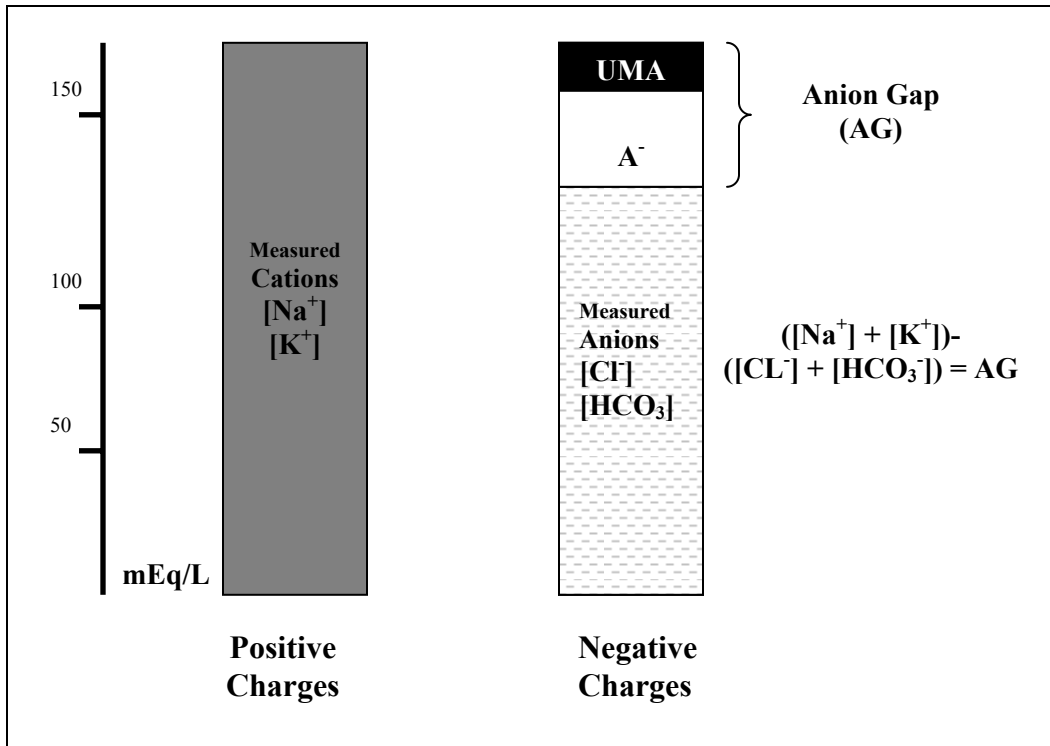 150
100
50
mEq/L
Measured
Cations
[Na⁺]
[K⁺]
Positive
Charges
UMA
A⁻
Measured
Anions
[Cl⁻]
[HCO₃]
Negative
Charges
Anion Gap
(AG)
([Na⁺] + [K⁺])-
([CL⁻] + [HCO₃⁻]) = AG